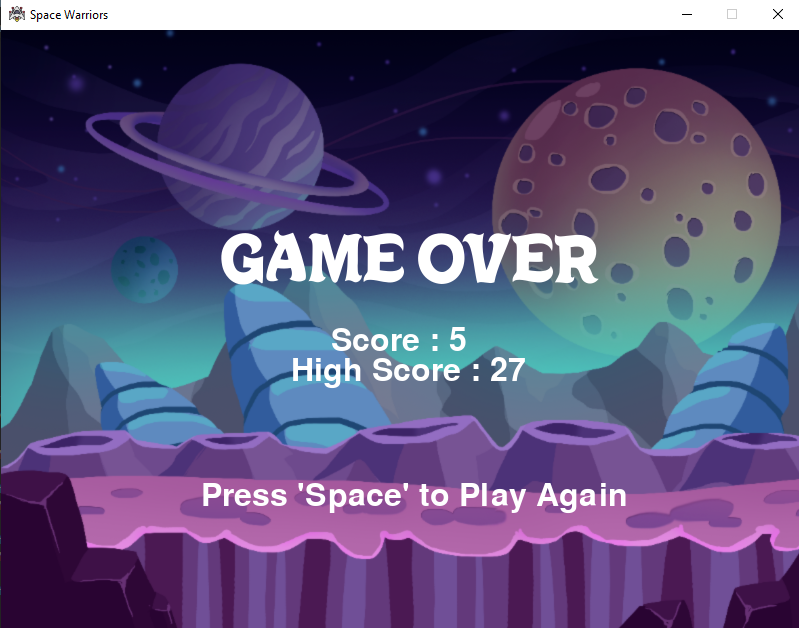 Space Warriors
GAME OVER
Score : 5
High Score : 27
Press 'Space' to Play Again